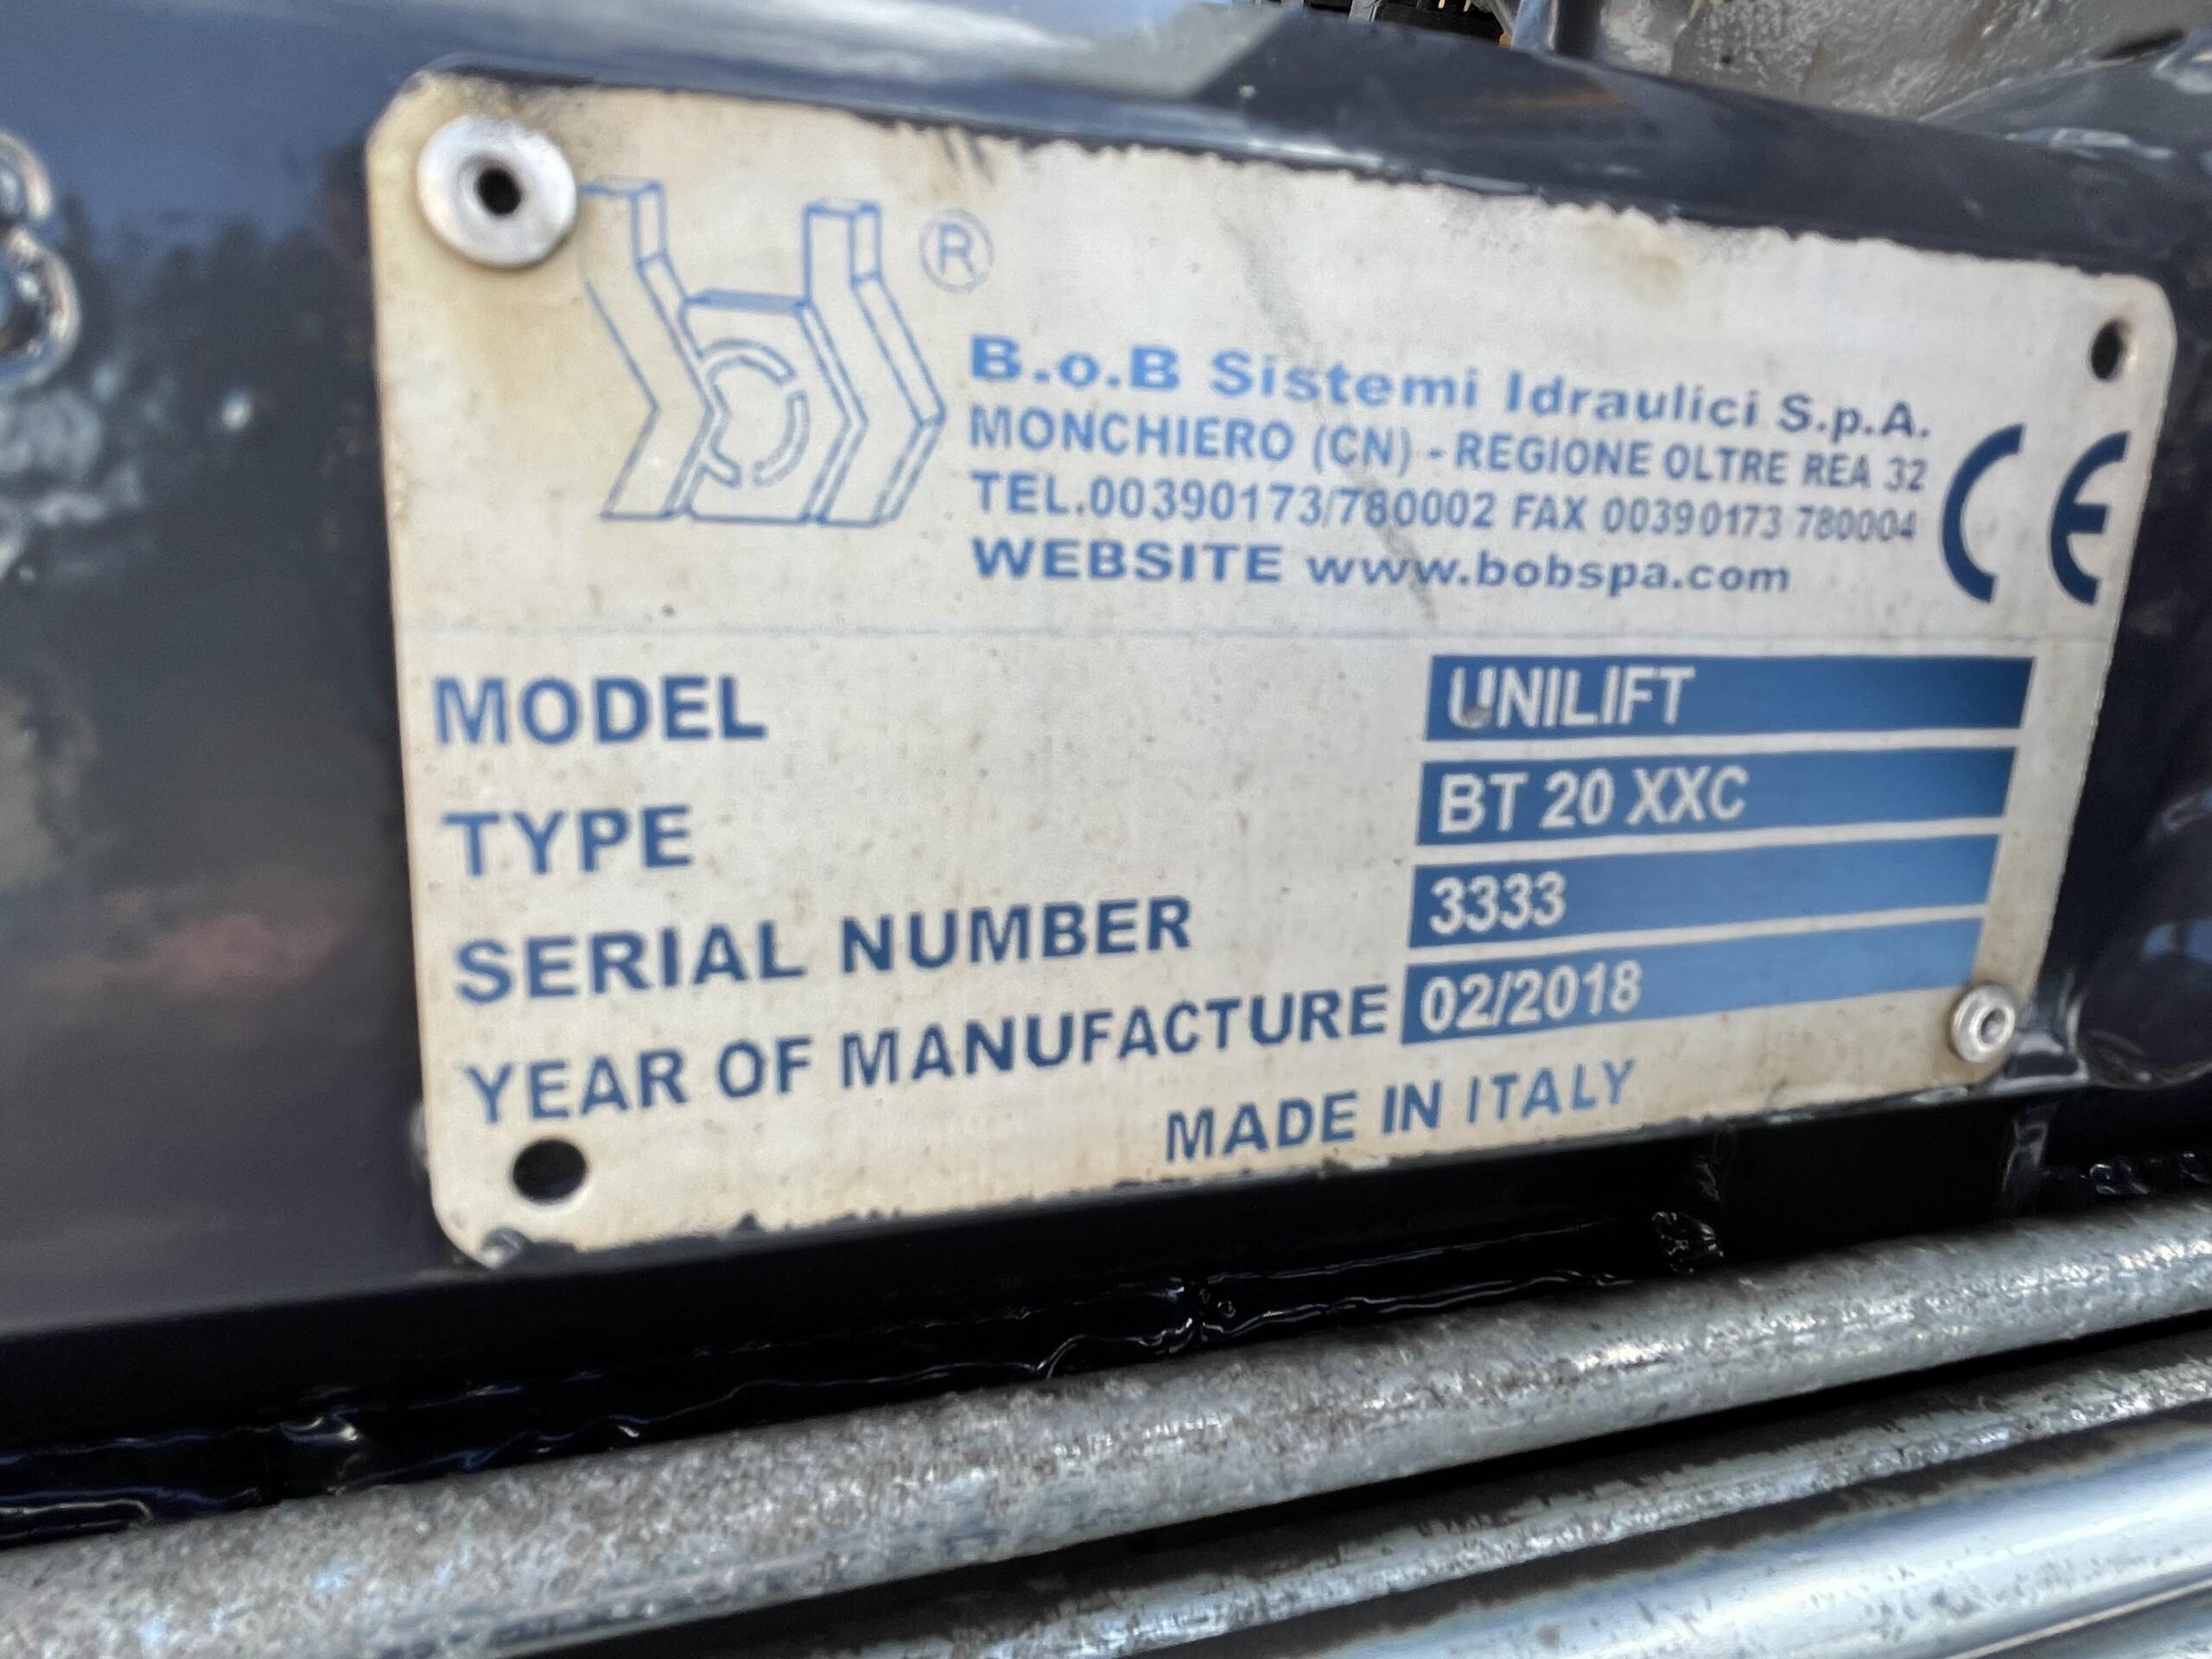 ®
B.o.B Sistemi Idraulici S.p.A.
MONCHIERO (CN) - REGIONE OLTRE REA 32
TEL.00390173/780002 FAX 00390173 780004
WEBSITE www.bobspa.com
CE
MODEL UNILIFT
TYPE BT 20 XXC
SERIAL NUMBER 3333
YEAR OF MANUFACTURE 02/2018
MADE IN ITALY